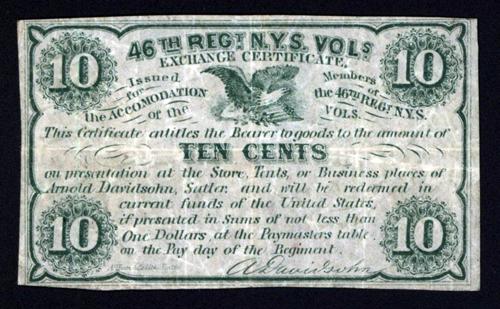 46TH REGT. N.Y.S. VOLS
EXCHANGE CERTIFICATE.
10
10
Issued for the ACCOMODATION of the
Members of the 46TH REGT N.Y.S. VOLS.
This Certificate entitles the Bearer to goods to the amount of
TEN CENTS
on presentation at the Store, Tents, or Business places of
Arnold Davidsohn, Sutler, and will be redeemed in
current funds of the United States,
if presented in Sums of not less than
One Dollars at the Paymasters table
on the Pay day of the Regiment.
10
10
A Davidsohn